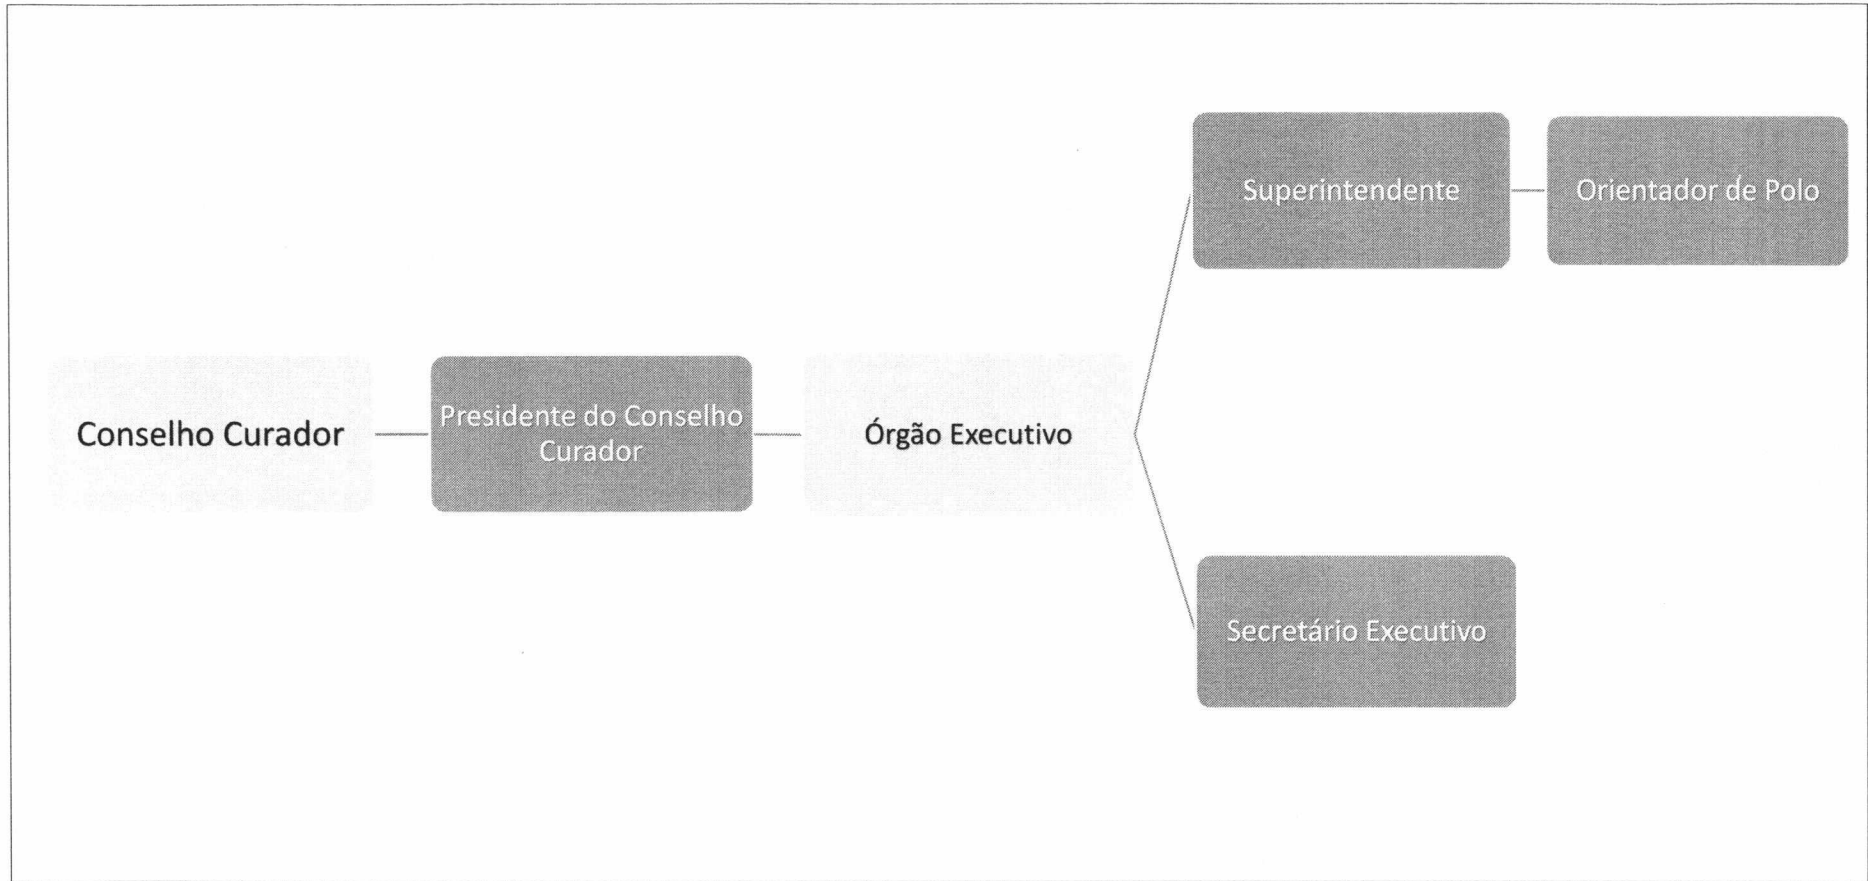 Superintendente
Orientador de Polo
Conselho Curador
Presidente do Conselho
Curador
Órgão Executivo
Secretário Executivo